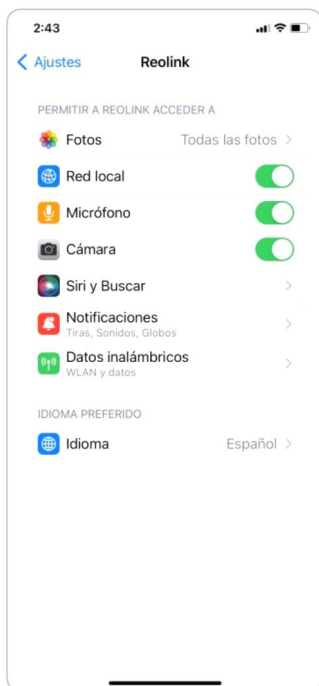 2:43
Ajustes
Reolink
PERMITIR A REOLINK ACCEDER A
Fotos Todas las fotos
Red local
Micrófono
Cámara
Siri y Buscar
Notificaciones
Tiras, Sonidos, Globos
Datos inalámbricos
WLAN y datos
IDIOMA PREFERIDO
Idioma Español